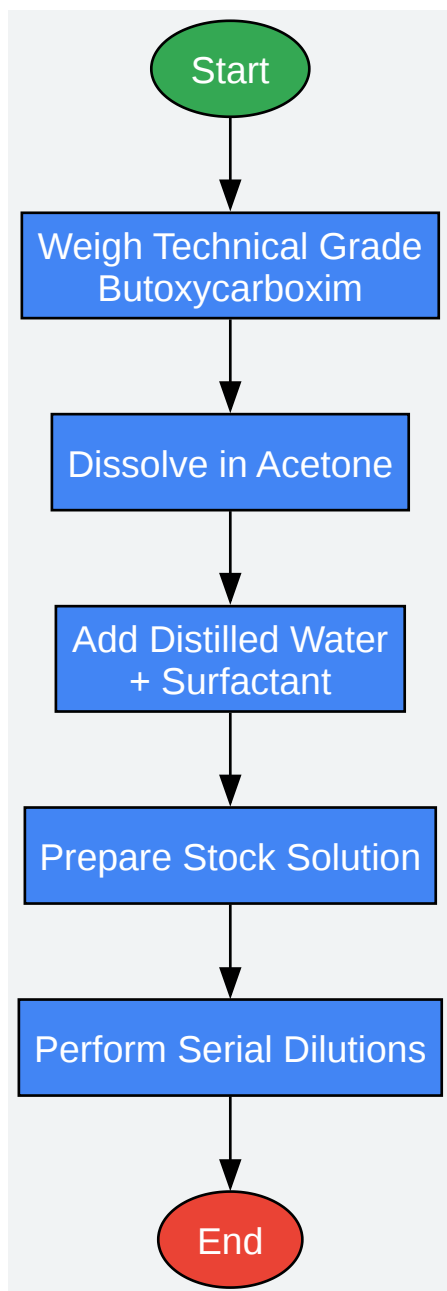 Start
Weigh Technical Grade
Butoxycarboxim
Dissolve in Acetone
Add Distilled Water
+ Surfactant
Prepare Stock Solution
Perform Serial Dilutions
End